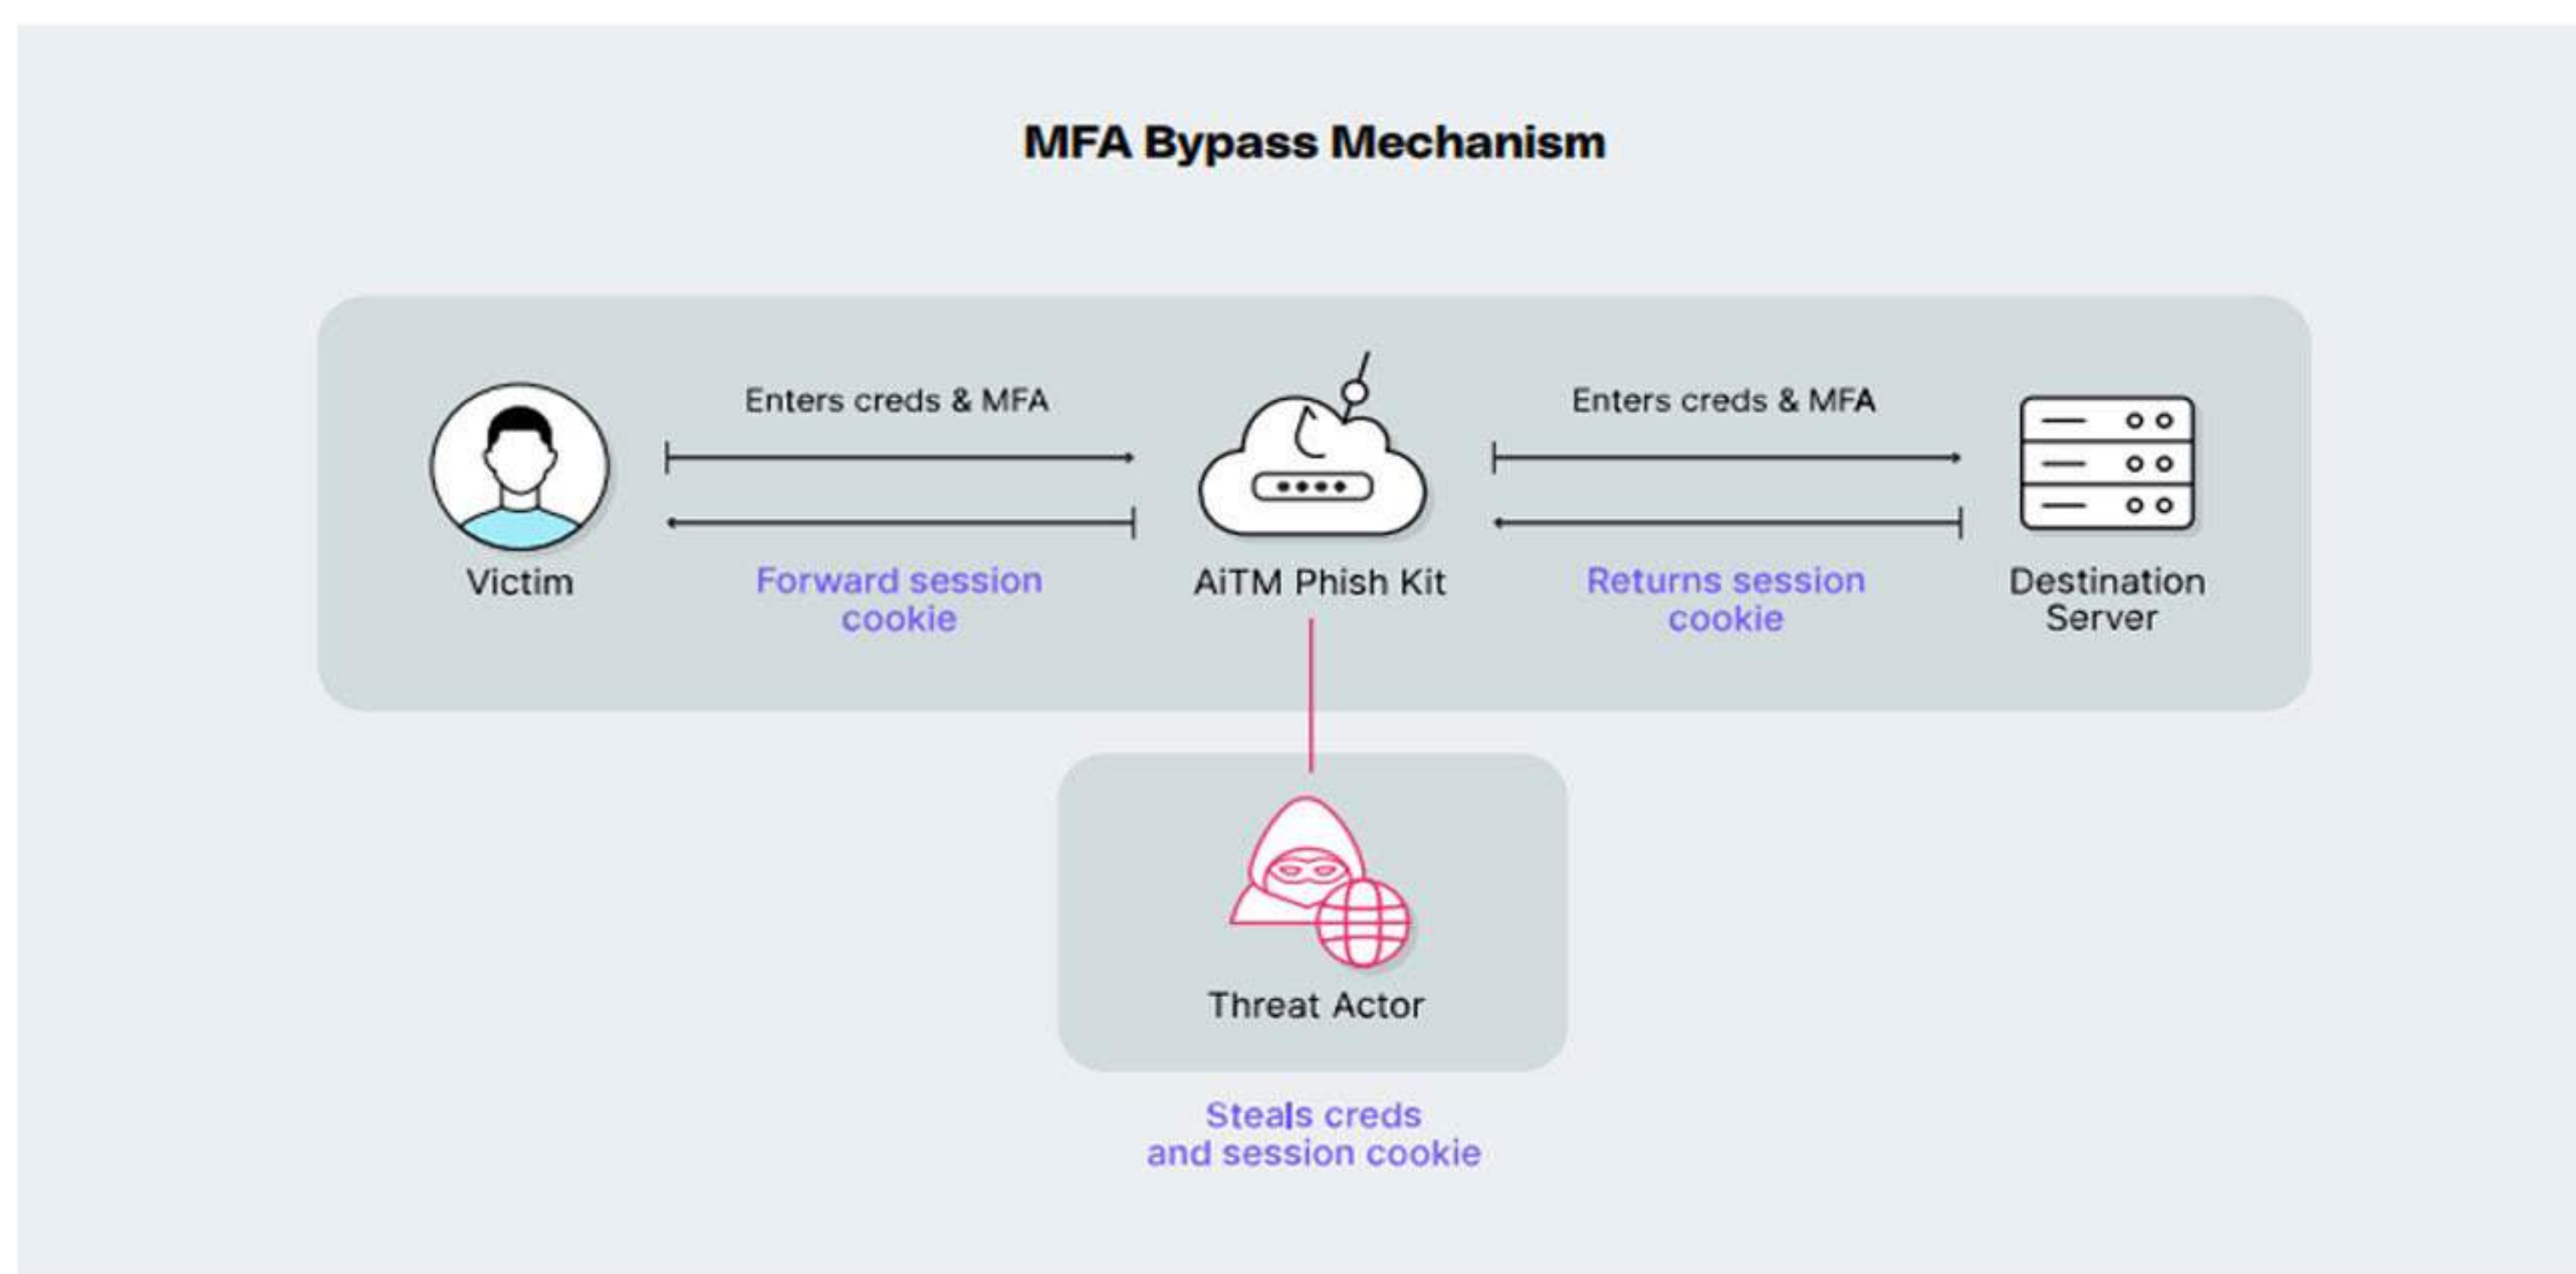 MFA Bypass Mechanism
Enters creds & MFA
Enters creds & MFA
Victim
Forward session
cookie
AiTM Phish Kit
Returns session
cookie
Destination
Server
Threat Actor
Steals creds
and session cookie